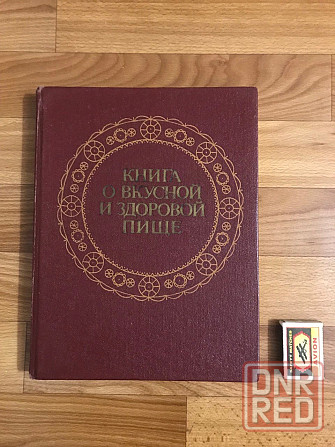 КНИГА
О ВКУСНОЙ
И ЗДОРОВОЙ
ПИЩЕ
DNR
RED